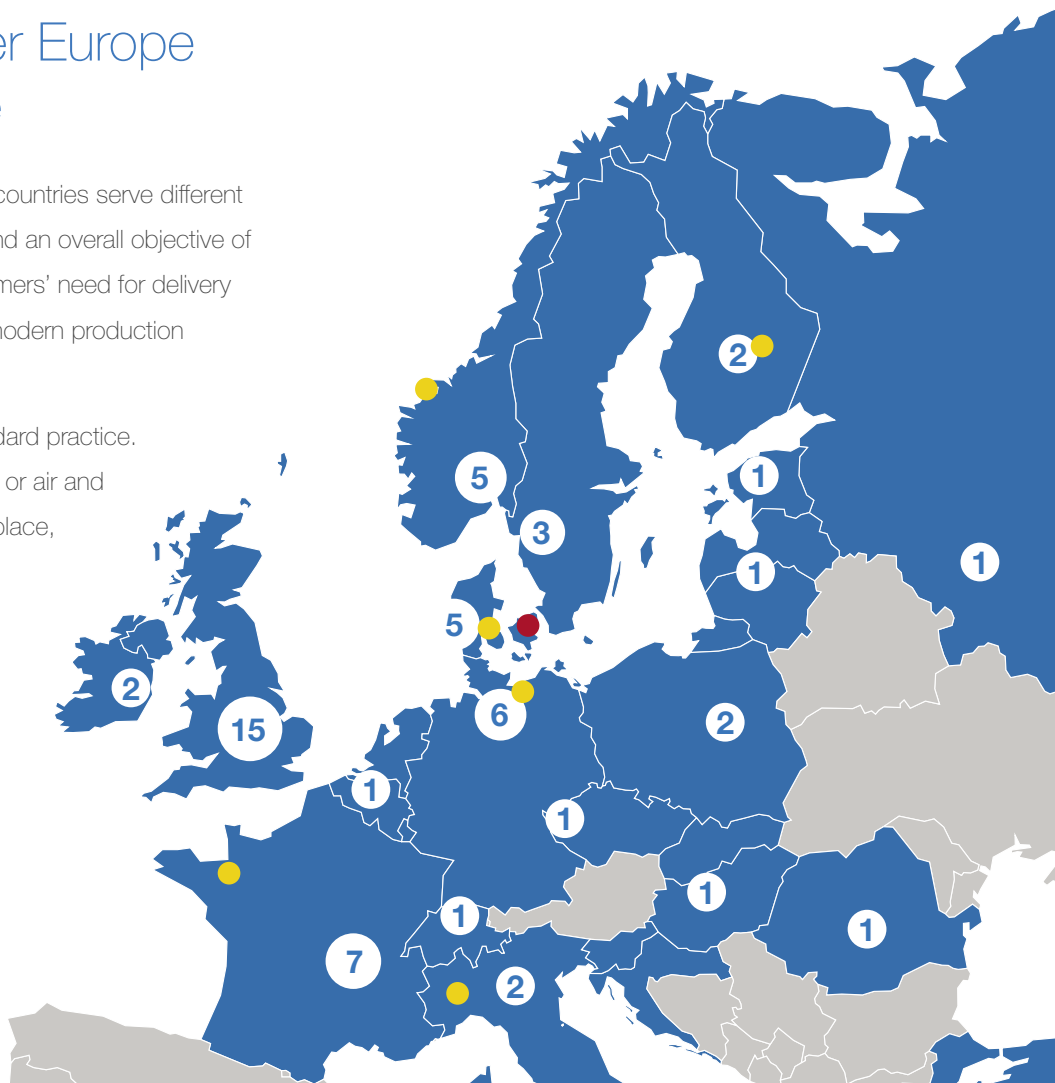 er Europe
countries serve different
nd an overall objective of
mers’ need for delivery
modern production
dard practice.
or air and
place,
2
5
1
3
1
1
5
2
6
2
15
1
1
1
1
1
7
2